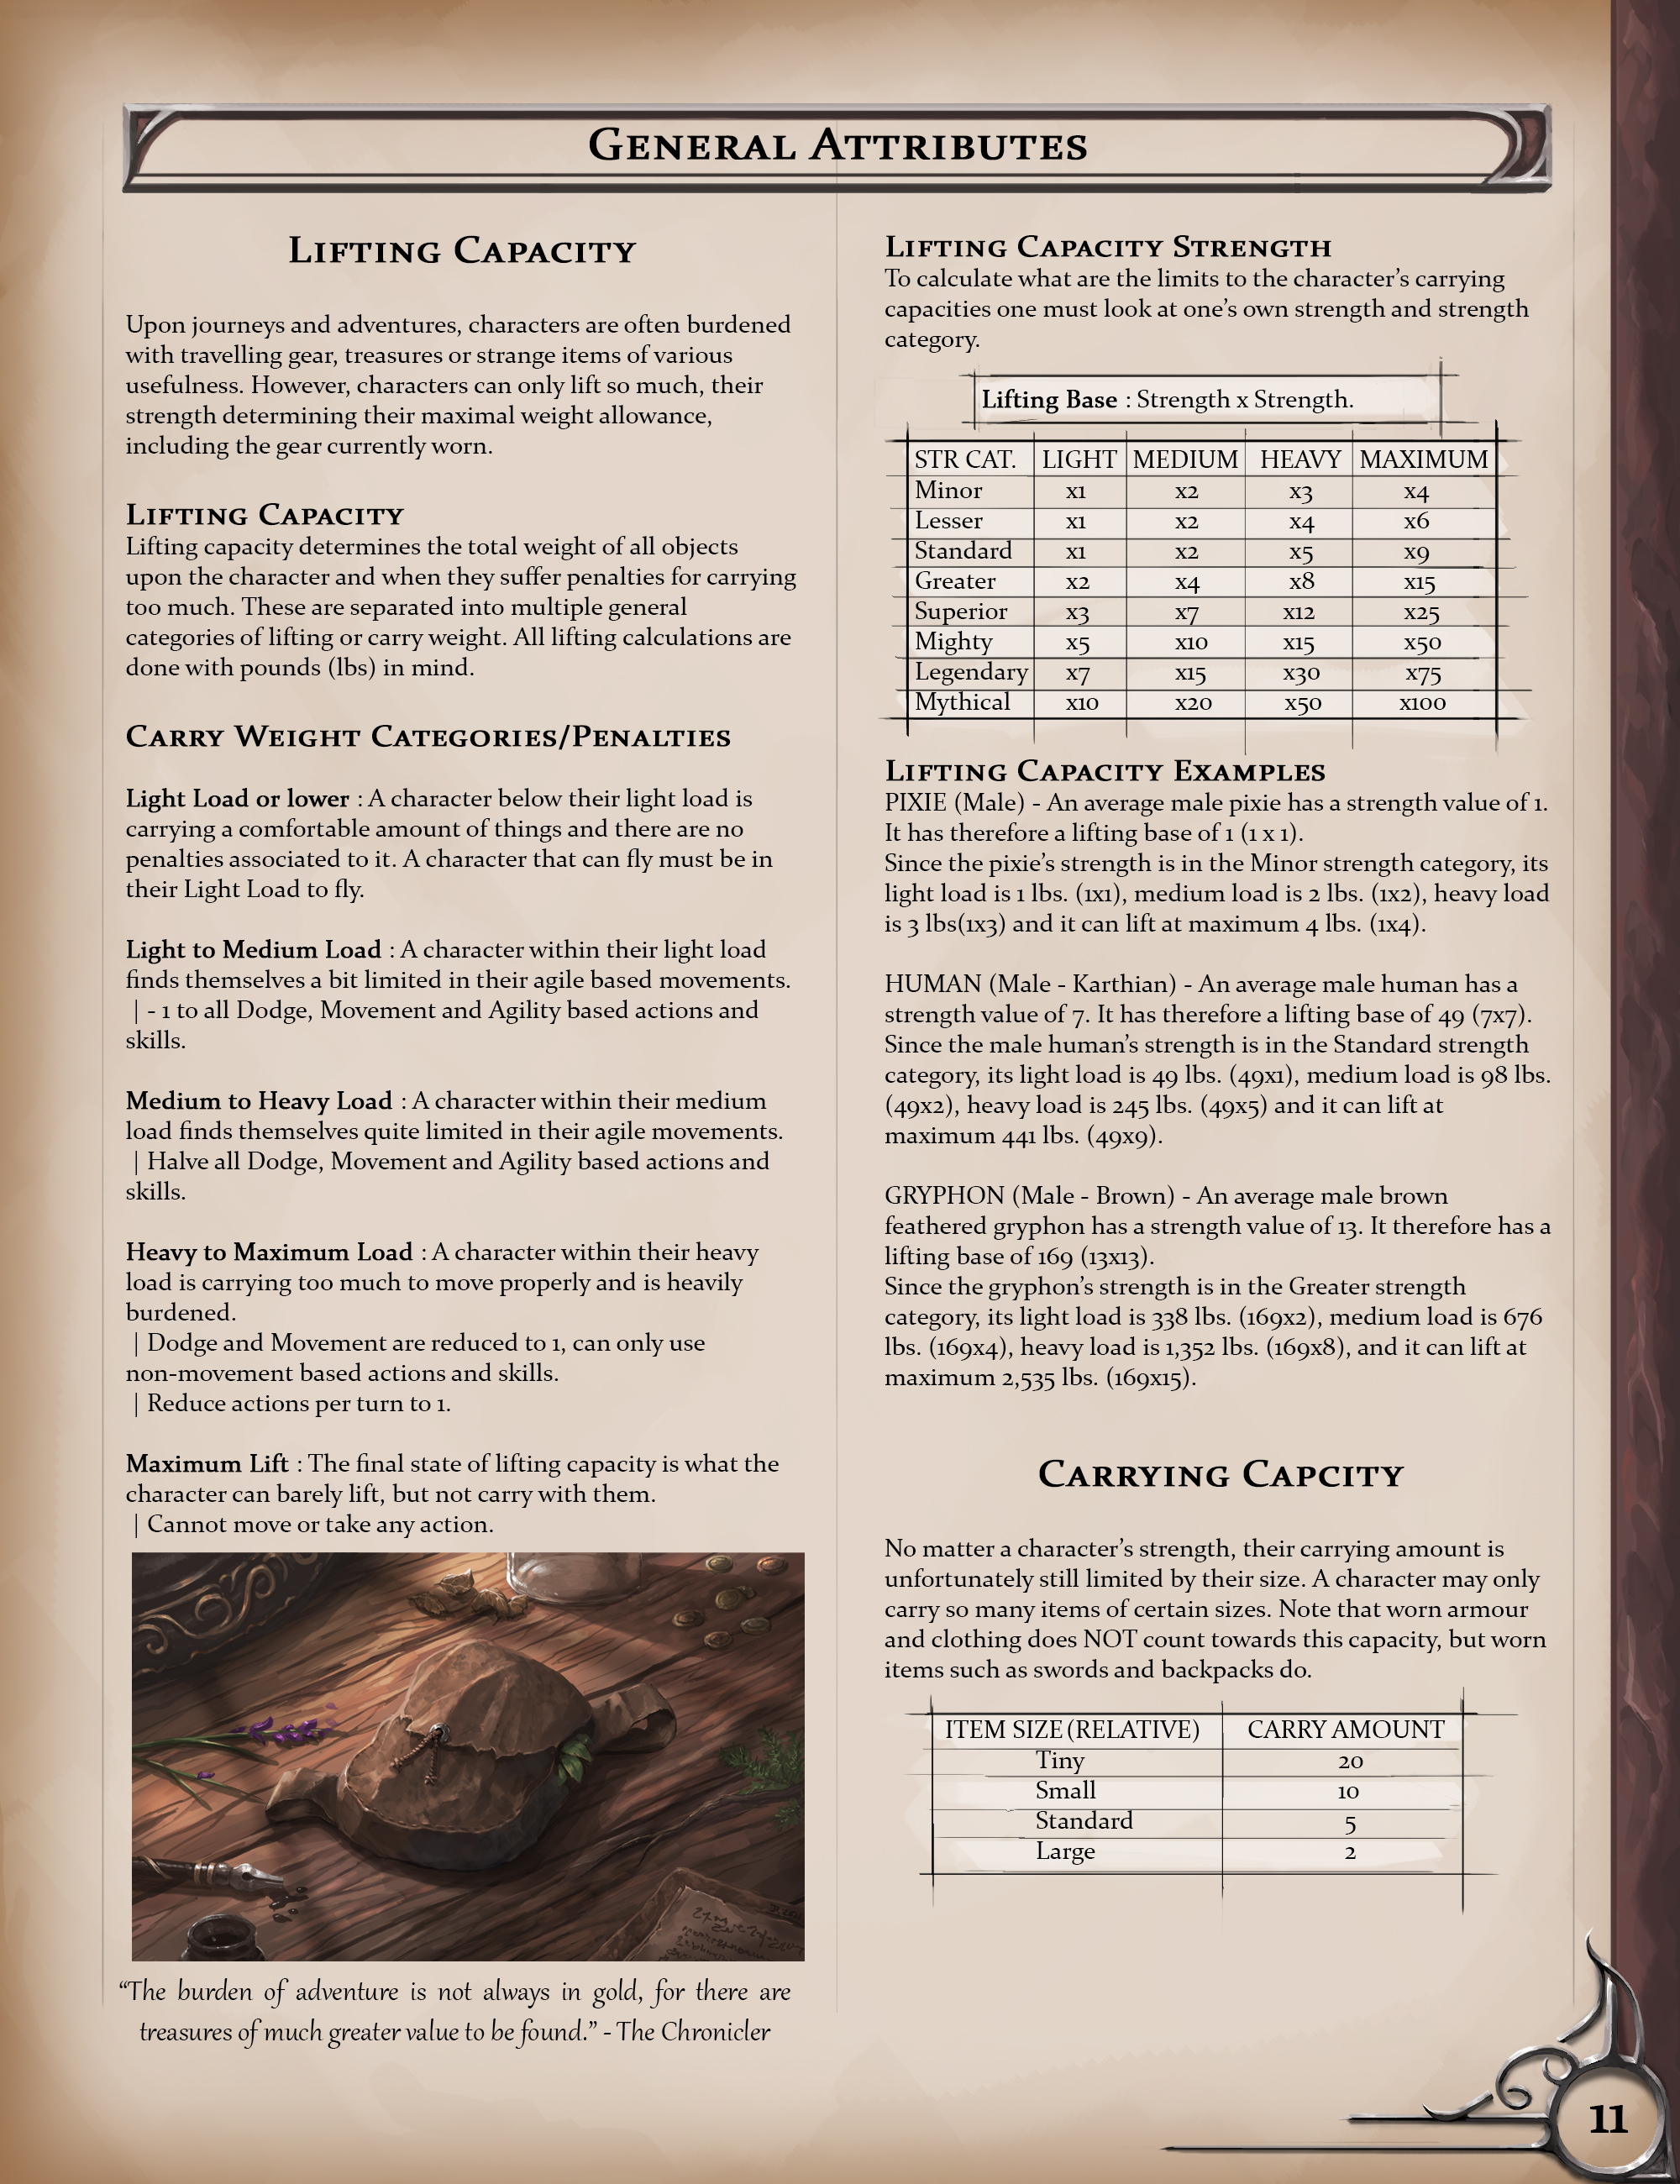 General Attributes
Lifting Capacity
Upon journeys and adventures, characters are often burdened
with travelling gear, treasures or strange items of various
usefulness. However, characters can only lift so much, their
strength determining their maximal weight allowance,
including the gear currently worn.
Lifting Capacity
Lifting capacity determines the total weight of all objects
upon the character and when they suffer penalties for carrying
too much. These are separated into multiple general
categories of lifting or carry weight. All lifting calculations are
done with pounds (lbs) in mind.
Carry Weight Categories/Penalties
Light Load or lower : A character below their light load is
carrying a comfortable amount of things and there are no
penalties associated to it. A character that can fly must be in
their Light Load to fly.
Light to Medium Load : A character within their light load
finds themselves a bit limited in their agile based movements.
| - 1 to all Dodge, Movement and Agility based actions and
skills.
Medium to Heavy Load : A character within their medium
load finds themselves quite limited in their agile movements.
| Halve all Dodge, Movement and Agility based actions and
skills.
Heavy to Maximum Load : A character within their heavy
load is carrying too much to move properly and is heavily
burdened.
| Dodge and Movement are reduced to 1, can only use
non-movement based actions and skills.
| Reduce actions per turn to 1.
Maximum Lift : The final state of lifting capacity is what the
character can barely lift, but not carry with them.
| Cannot move or take any action.
“The burden of adventure is not always in gold, for there are
treasures of much greater value to be found.” - The Chronicler
Lifting Capacity Strength
To calculate what are the limits to the character’s carrying
capacities one must look at one’s own strength and strength
category.
Lifting Base : Strength x Strength.
STR CAT. LIGHT MEDIUM HEAVY MAXIMUM
Minor x1 x2 x3 x4
Lesser x1 x2 x4 x6
Standard x1 x2 x5 x9
Greater x2 x4 x8 x15
Superior x3 x7 x12 x25
Mighty x5 x10 x15 x50
Legendary x7 x15 x30 x75
Mythical x10 x20 x50 x100
Lifting Capacity Examples
PIXIE (Male) - An average male pixie has a strength value of 1.
It has therefore a lifting base of 1 (1 x 1).
Since the pixie’s strength is in the Minor strength category, its
light load is 1 lbs. (1x1), medium load is 2 lbs. (1x2), heavy load
is 3 lbs(1x3) and it can lift at maximum 4 lbs. (1x4).
HUMAN (Male - Karthian) - An average male human has a
strength value of 7. It has therefore a lifting base of 49 (7x7).
Since the male human’s strength is in the Standard strength
category, its light load is 49 lbs. (49x1), medium load is 98 lbs.
(49x2), heavy load is 245 lbs. (49x5) and it can lift at
maximum 441 lbs. (49x9).
GRYPHON (Male - Brown) - An average male brown
feathered gryphon has a strength value of 13. It therefore has a
lifting base of 169 (13x13).
Since the gryphon’s strength is in the Greater strength
category, its light load is 338 lbs. (169x2), medium load is 676
lbs. (169x4), heavy load is 1,352 lbs. (169x8), and it can lift at
maximum 2,535 lbs. (169x15).
Carrying Capcity
No matter a character’s strength, their carrying amount is
unfortunately still limited by their size. A character may only
carry so many items of certain sizes. Note that worn armour
and clothing does NOT count towards this capacity, but worn
items such as swords and backpacks do.
ITEM SIZE (RELATIVE) CARRY AMOUNT
Tiny 20
Small 10
Standard 5
Large 2
11